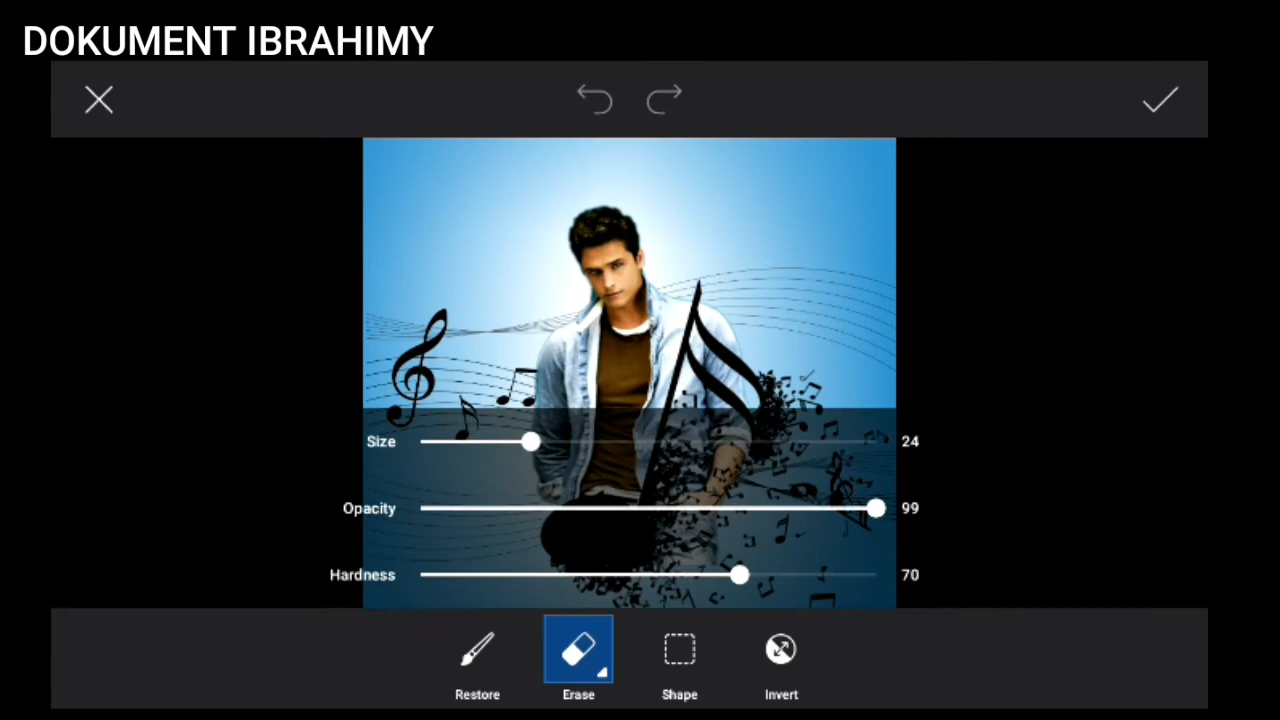 DOKUMENT IBRAHIMY
Size 24
Opacity 99
Hardness 70
Restore Erase Shape Invert